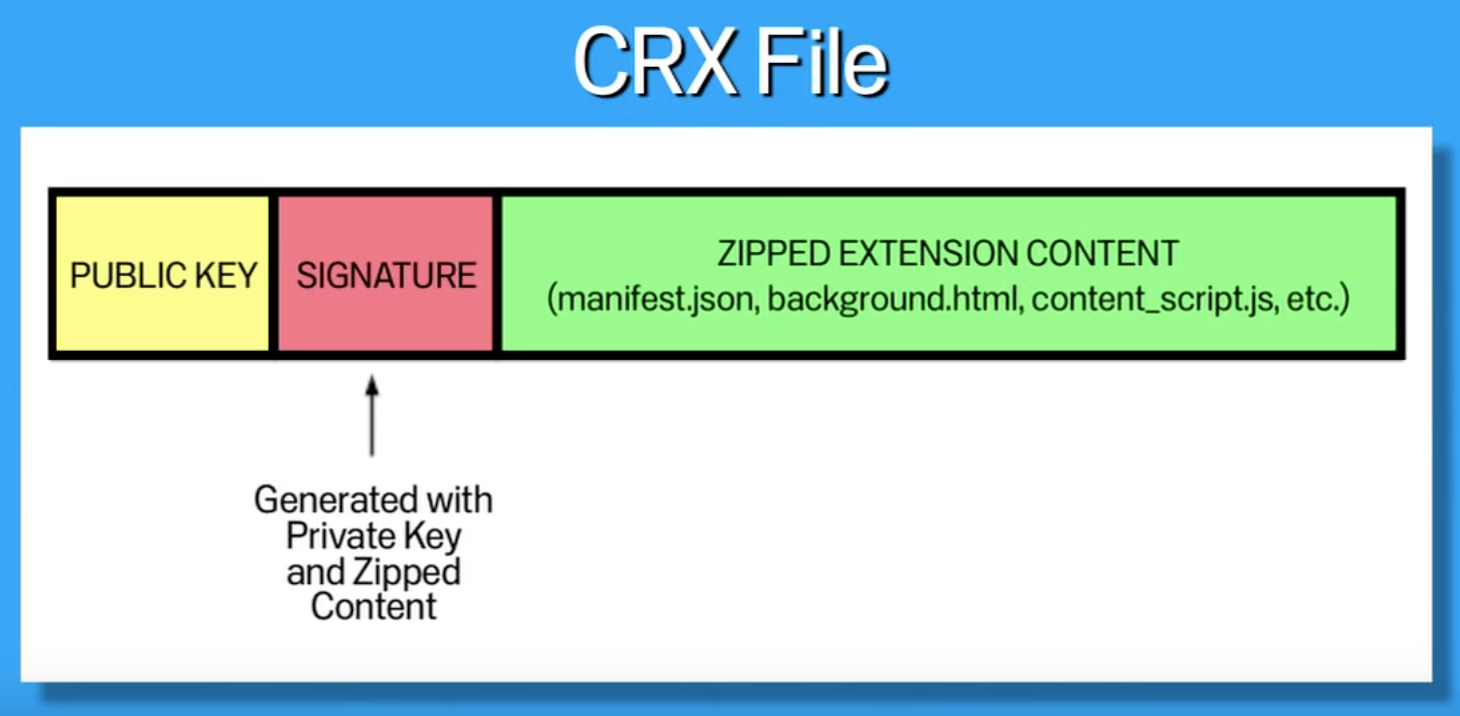 CRX File
PUBLIC KEY
SIGNATURE
ZIPPED EXTENSION CONTENT
(manifest.json, background.html, content_script.js, etc.)
Generated with
Private Key
and Zipped
Content